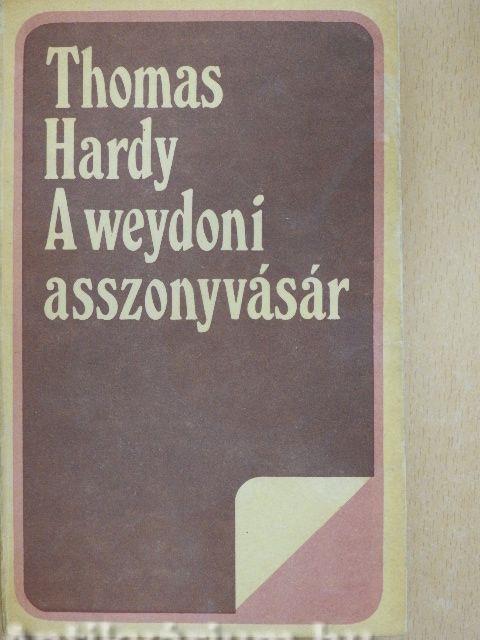 Thomas
Hardy
A weydoni
asszonyvásár